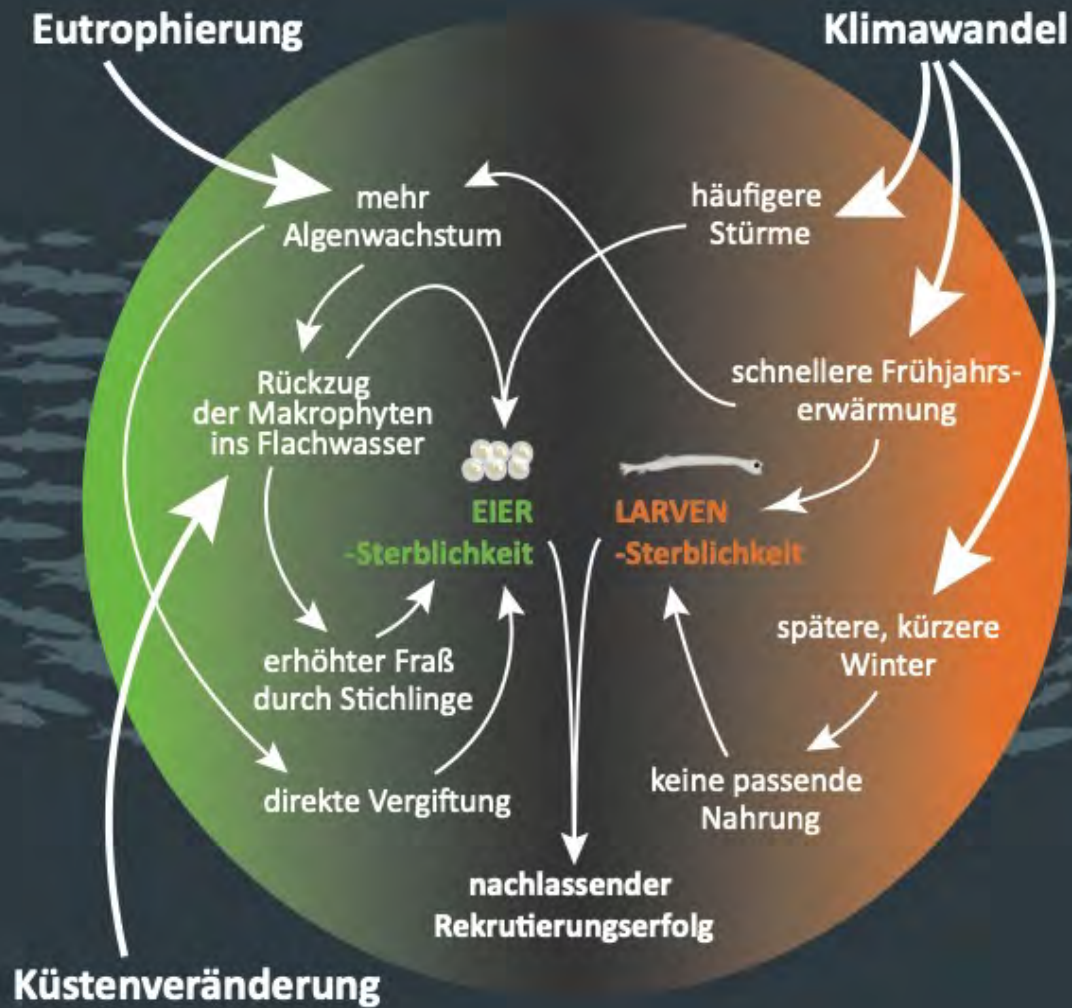 Eutrophierung
Klimawandel
mehr
Algenwachstum
häufigere
Stürme
Rückzug
der Makrophyten
ins Flachwasser
schnellere Frühjahrs-
erwärmung
EIER
-Sterblichkeit
LARVEN
-Sterblichkeit
erhöhter Fraß
durch Stichlinge
spätere, kürzere
Winter
direkte Vergiftung
keine passende
Nahrung
nachlassender
Rekrutierungserfolg
Küstenveränderung